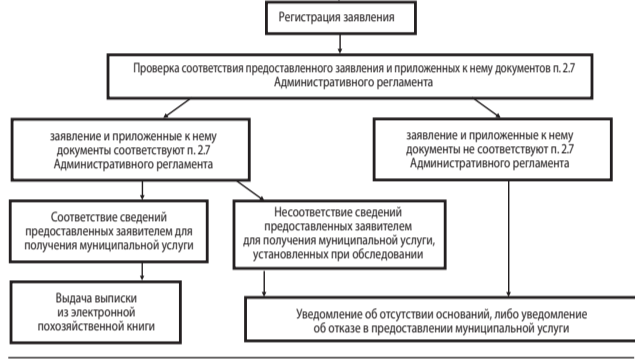 Регистрация заявления
Проверка соответствия предоставленного заявления и приложенных к нему документов п. 2.7
Административного регламента
заявление и приложенные к нему
документы соответствуют п. 2.7
Административного регламента
заявление и приложенные к нему
документы не соответствуют п. 2.7
Административного регламента
Соответствие сведений
предоставленных заявителем для
получения муниципальной услуги
Несоответствие сведений
предоставленных заявителем
для получения муниципальной услуги,
установленных при обследовании
Выдача выписки
из электронной
похозяйственной книги
Уведомление об отсутствии оснований, либо уведомление
об отказе в предоставлении муниципальной услуги